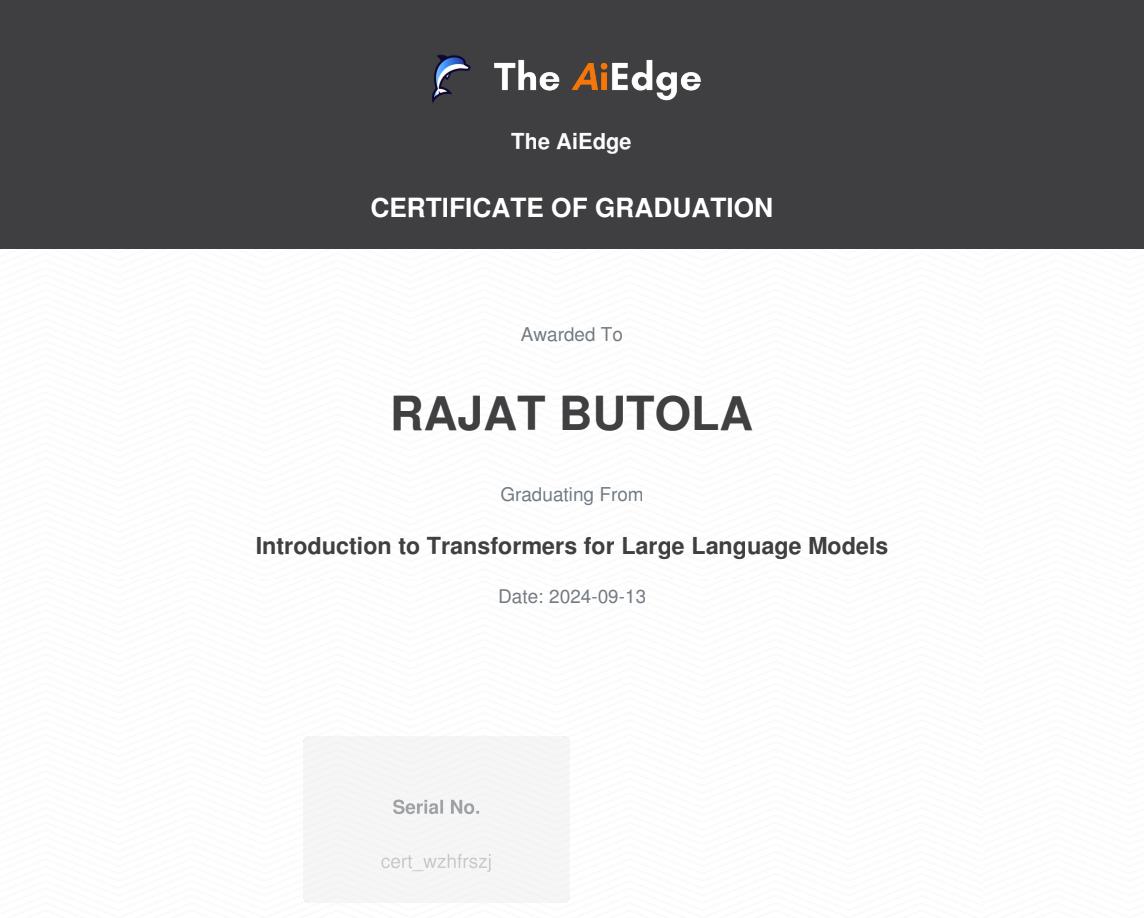 The AiEdge
The AiEdge
CERTIFICATE OF GRADUATION
Awarded To
RAJAT BUTOLA
Graduating From
Introduction to Transformers for Large Language Models
Date: 2024-09-13
Serial No.
cert_wzhfrszj